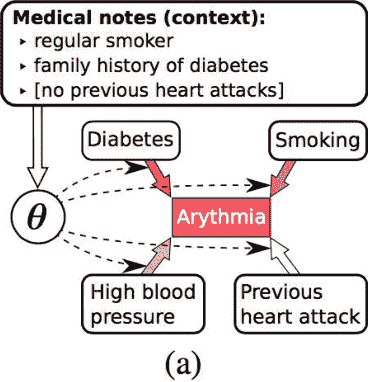 Medical notes (context):
‣ regular smoker
‣ family history of diabetes
‣ [no previous heart attacks]
Diabetes
Smoking
θ
Arythmia
High blood
pressure
Previous
heart attack
(a)